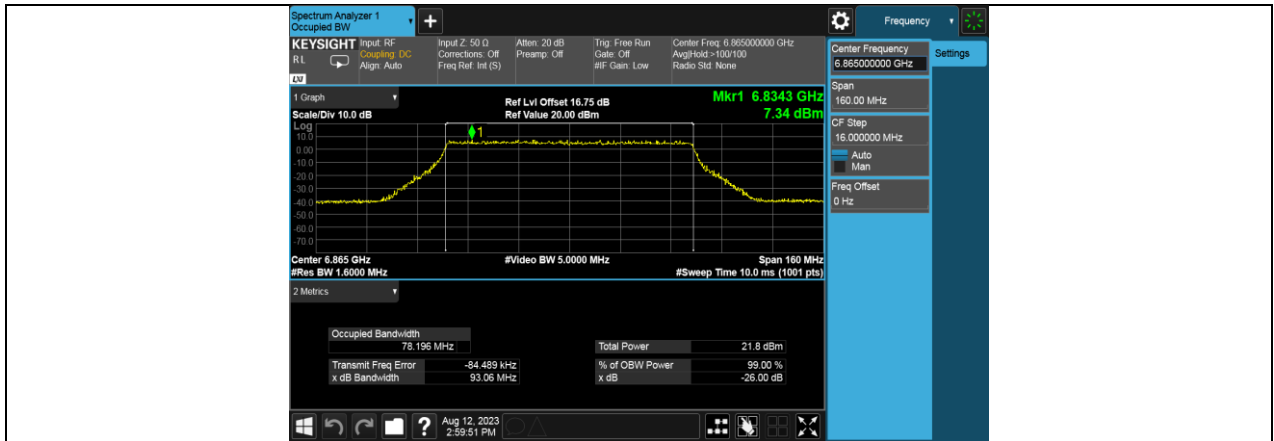 Spectrum Analyzer 1
Occupied BW
+
Frequency
KEYSIGHT
R L
LXI
Input: RF
Coupling: DC
Align: Auto
Input Z: 50 Ω
Corrections: Off
Freq Ref: Int (S)
Atten: 20 dB
Preamp: Off
Trig: Free Run
Gate: Off
#IF Gain: Low
Center Freq: 6.865000000 GHz
Avg|Hold:>100/100
Radio Std: None
1 Graph
Scale/Div 10.0 dB
Ref Lvl Offset 16.75 dB
Ref Value 20.00 dBm
Mkr1 6.8343 GHz
7.34 dBm
Log
10.0
0.00
-10.0
-20.0
-30.0
-40.0
-50.0
-60.0
-70.0
1
Center 6.865 GHz
#Res BW 1.6000 MHz
#Video BW 5.0000 MHz
Span 160 MHz
#Sweep Time 10.0 ms (1001 pts)
2 Metrics
Occupied Bandwidth
78.196 MHz
Transmit Freq Error -84.489 kHz
x dB Bandwidth 93.06 MHz
Total Power 21.8 dBm
% of OBW Power 99.00 %
x dB -26.00 dB
Center Frequency
6.865000000 GHz
Settings
Span
160.00 MHz
CF Step
16.000000 MHz
Auto
Man
Freq Offset
0 Hz
?
Aug 12, 2023
2:59:51 PM